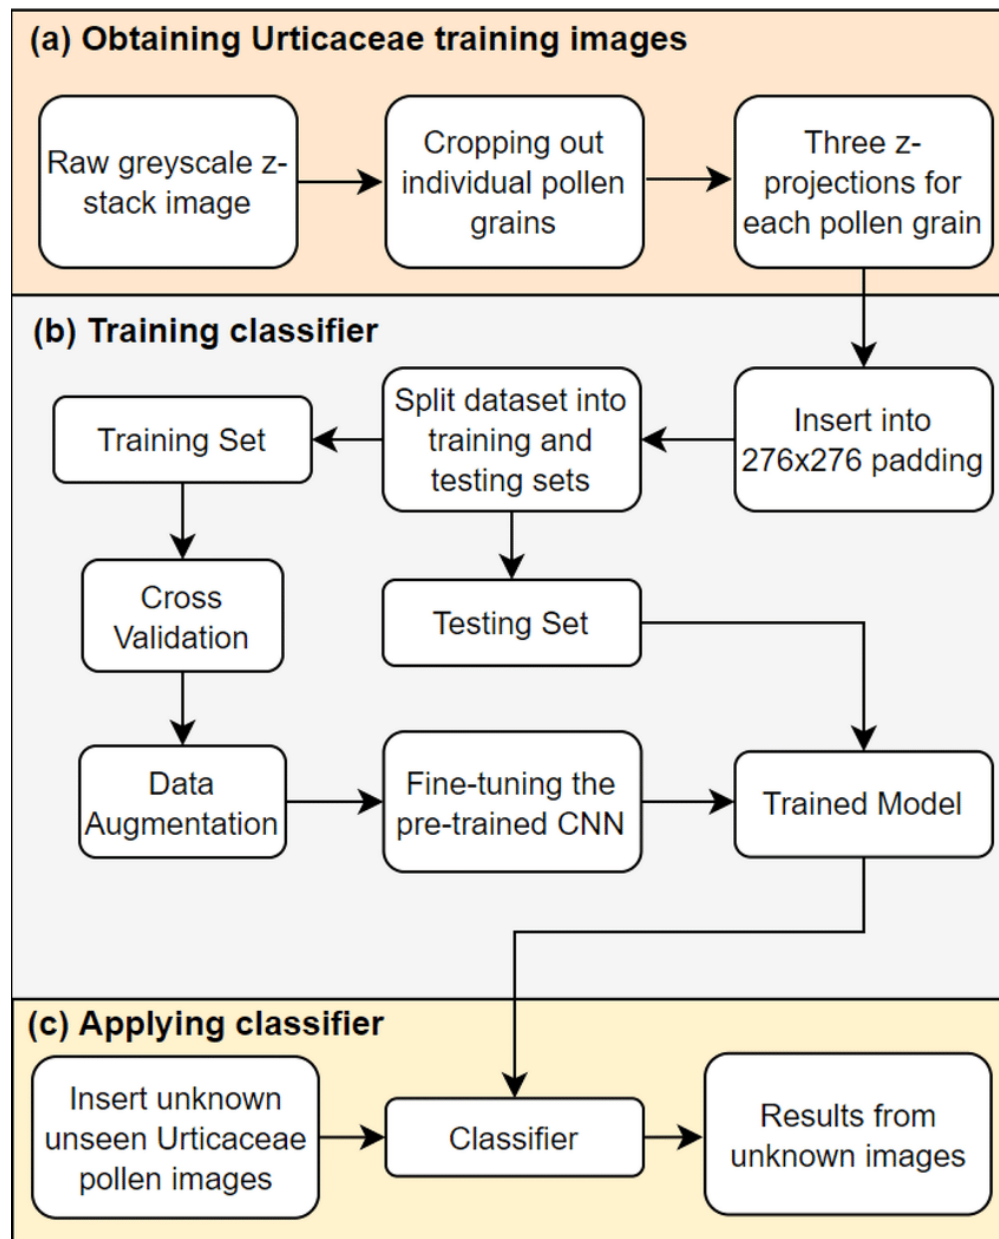 (a) Obtaining Urticaceae training images
Raw greyscale z-
stack image
Cropping out
individual pollen
grains
Three z-
projections for
each pollen grain
(b) Training classifier
Training Set
Split dataset into
training and
testing sets
Insert into
276x276 padding
Cross
Validation
Testing Set
Data
Augmentation
Fine-tuning the
pre-trained CNN
Trained Model
(c) Applying classifier
Insert unknown
unseen Urticaceae
pollen images
Classifier
Results from
unknown images